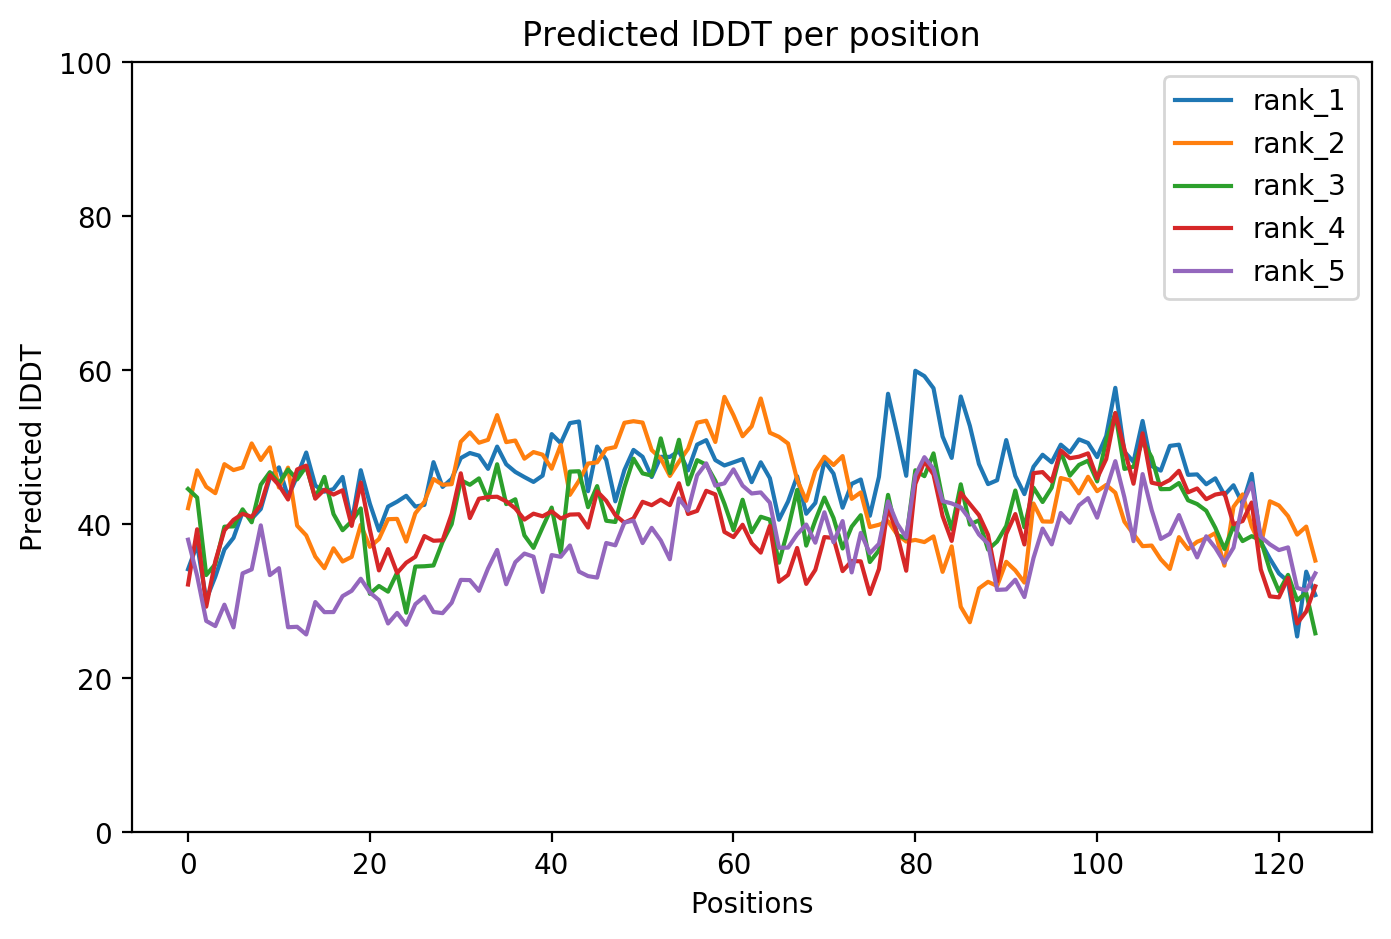 Predicted lDDT per position
100
80
60
40
20
0
Predicted lDDT
rank_1
rank_2
rank_3
rank_4
rank_5
0 20 40 60 80 100 120
Positions